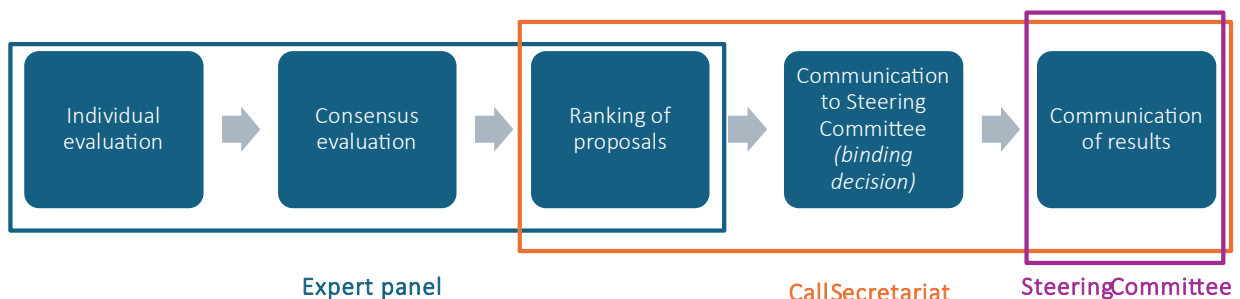 Individual
evaluation
Consensus
evaluation
Ranking of
proposals
Communication
to Steering
Committee
(binding
decision)
Communication
of results
Expert panel
CallSecretariat
SteeringCommittee